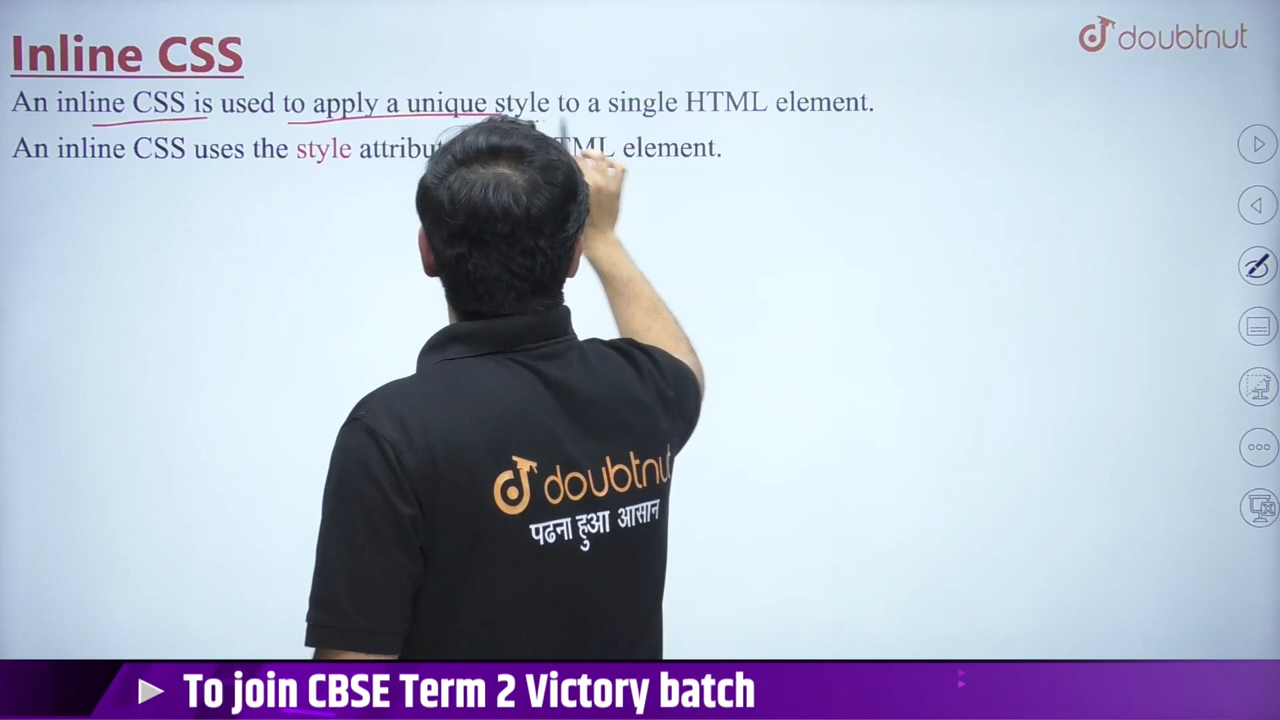 Inline CSS
doubtnut
An inline CSS is used to apply a unique style to a single HTML element.
An inline CSS uses the style element.
doubtnut
पढना हुआ आसान
To join CBSE Term 2 Victory batch